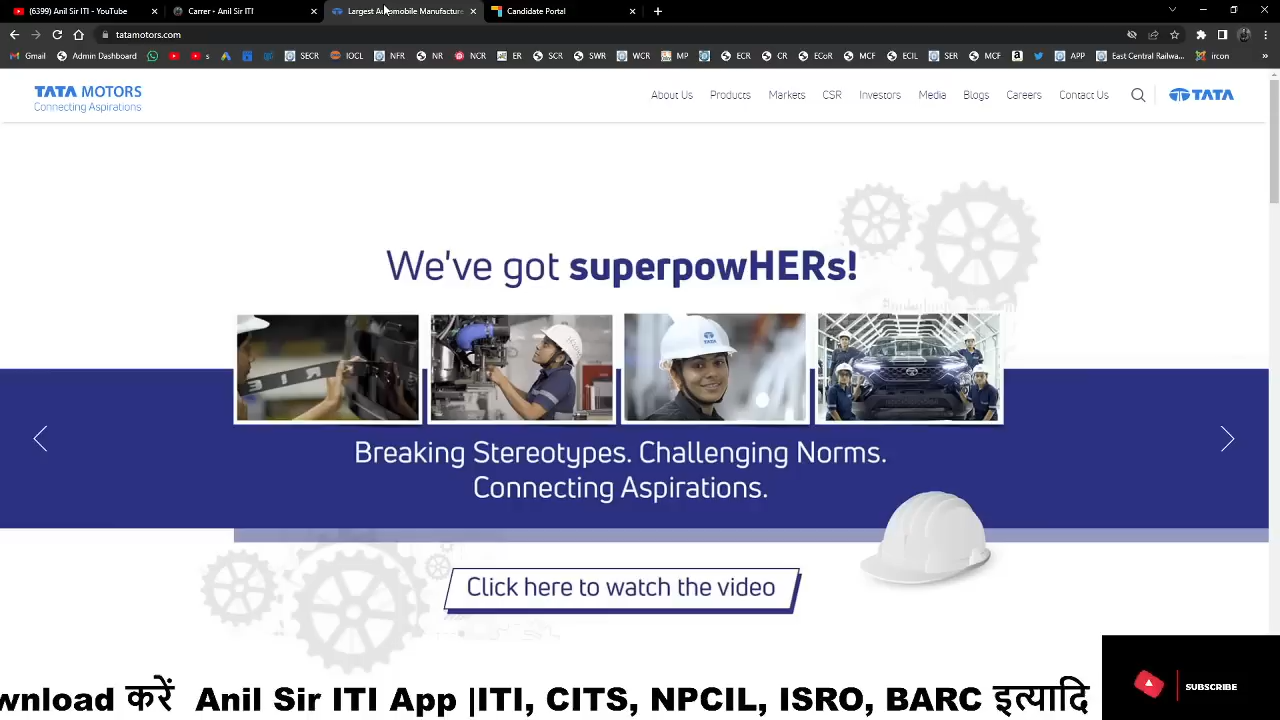 (6399) Anil Sir ITI - YouTube
Carrer • Anil Sir ITI
Largest Automobile Manufacture
Candidate Portal
tatamotors.com
Gmail
Admin Dashboard
s
SECR
IOCL
NFR
NR
NCR
ER
SCR
SWR
WCR
MP
ECR
CR
ECoR
MCF
ECIL
SER
MCF
APP
East Central Railwa...
ircon
TATA MOTORS
Connecting Aspirations
About Us
Products
Markets
CSR
Investors
Media
Blogs
Careers
Contact Us
TATA
We've got superpowHERs!
TATA
Breaking Stereotypes. Challenging Norms.
Connecting Aspirations.
Click here to watch the video
wnload करें Anil Sir ITI App |ITI, CITS, NPCIL, ISRO, BARC इत्यादि
SUBSCRIBE